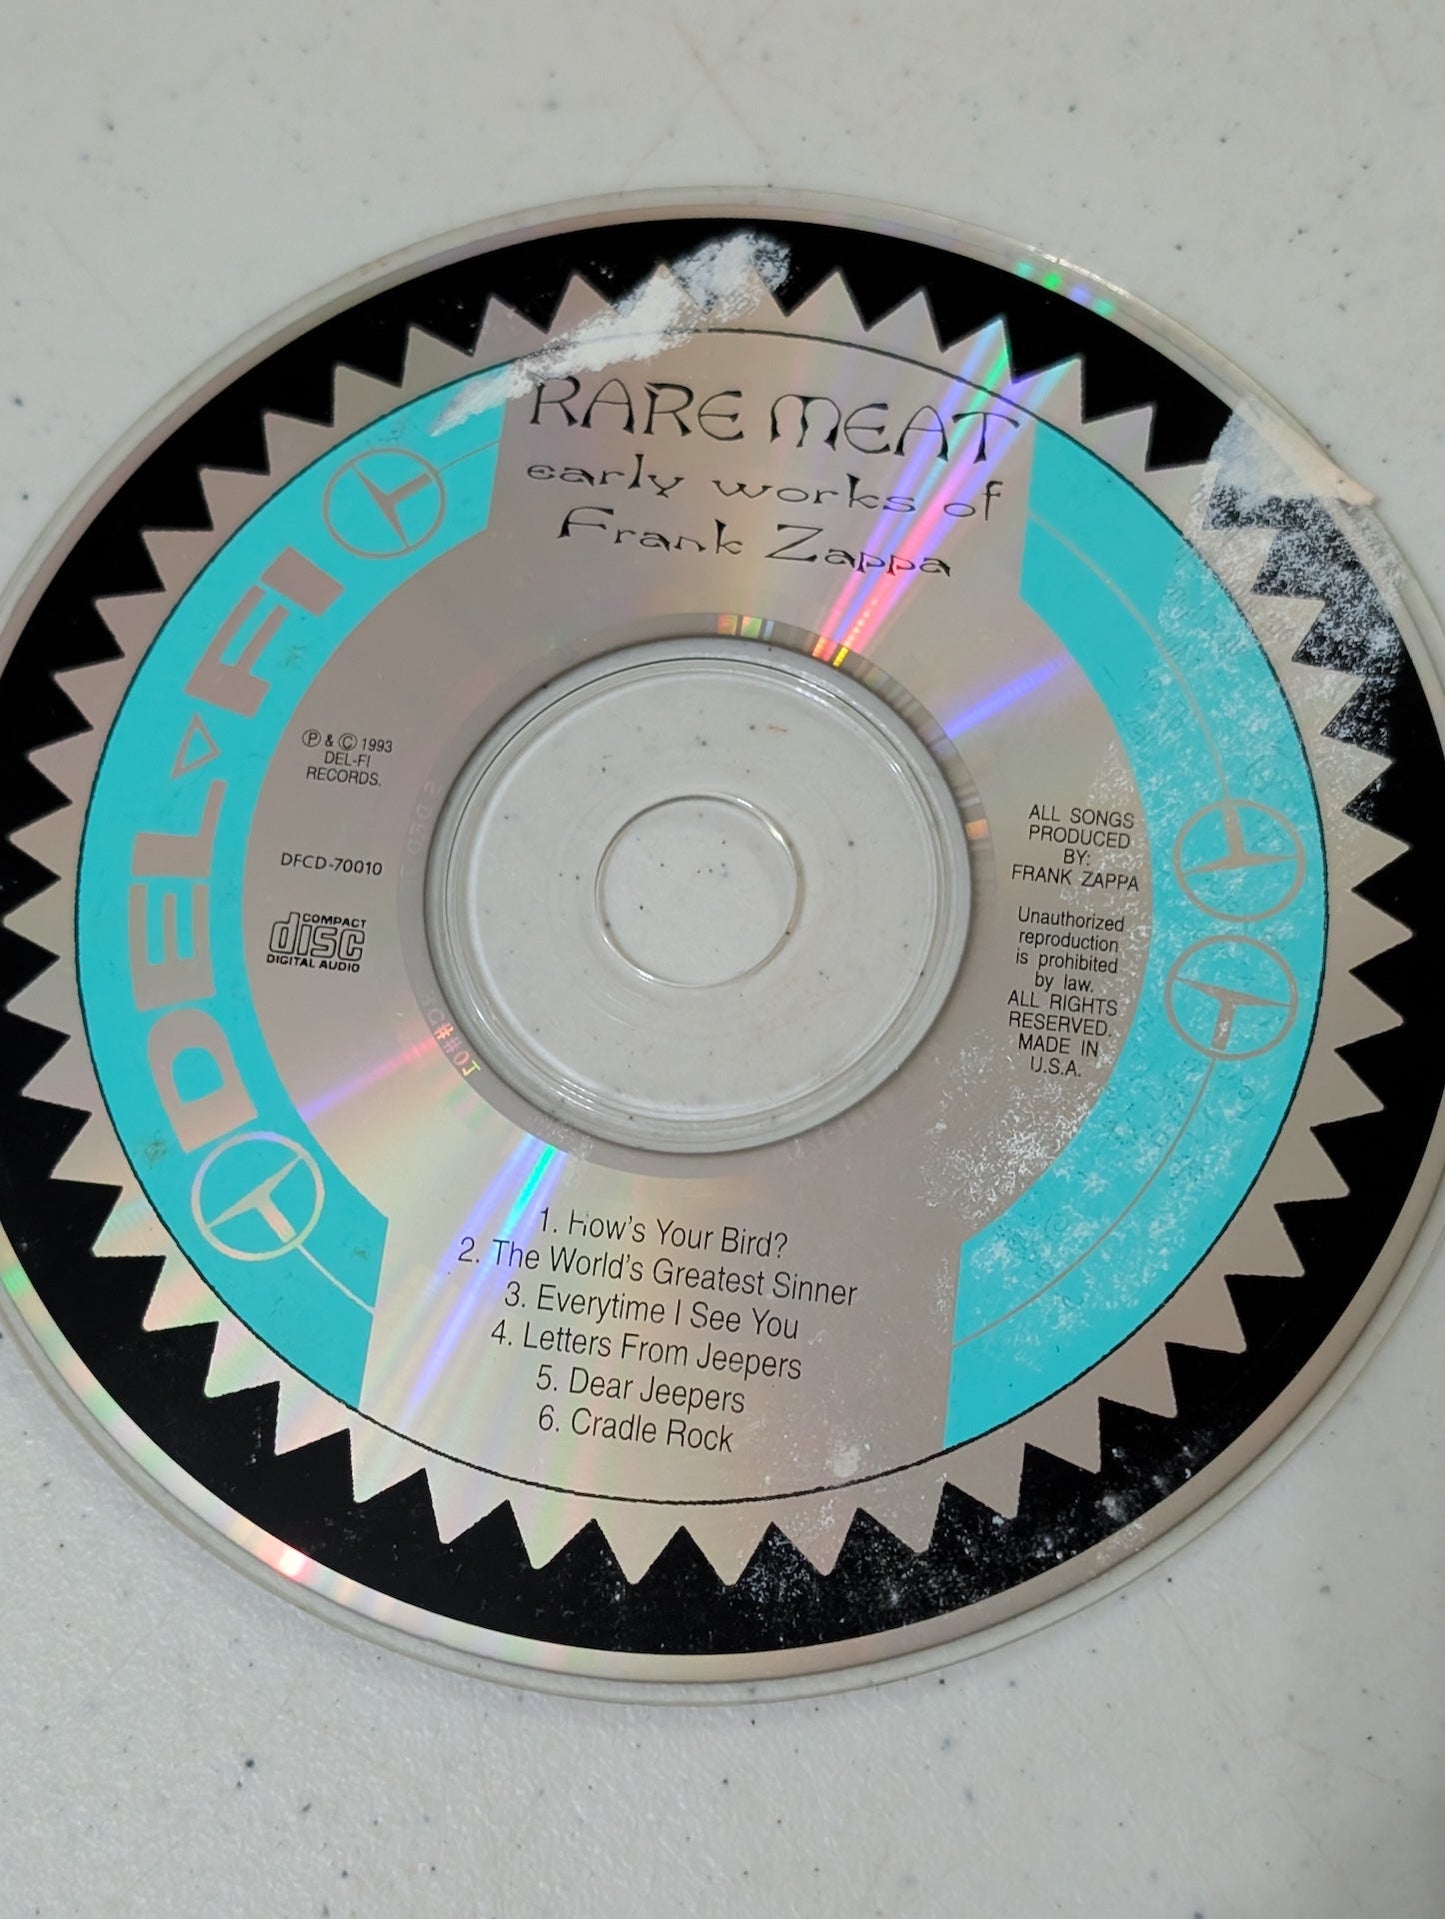 RARE MEAT
early works of
Frank Zappa
DEL-FI
℗ & © 1993
DEL-FI
RECORDS.
DFCD-70010
COMPACT
disc
DIGITAL AUDIO
ALL SONGS
PRODUCED
BY:
FRANK ZAPPA
Unauthorized
reproduction
is prohibited
by law.
ALL RIGHTS
RESERVED.
MADE IN
U.S.A.
1. How's Your Bird?
2. The World's Greatest Sinner
3. Everytime I See You
4. Letters From Jeepers
5. Dear Jeepers
6. Cradle Rock